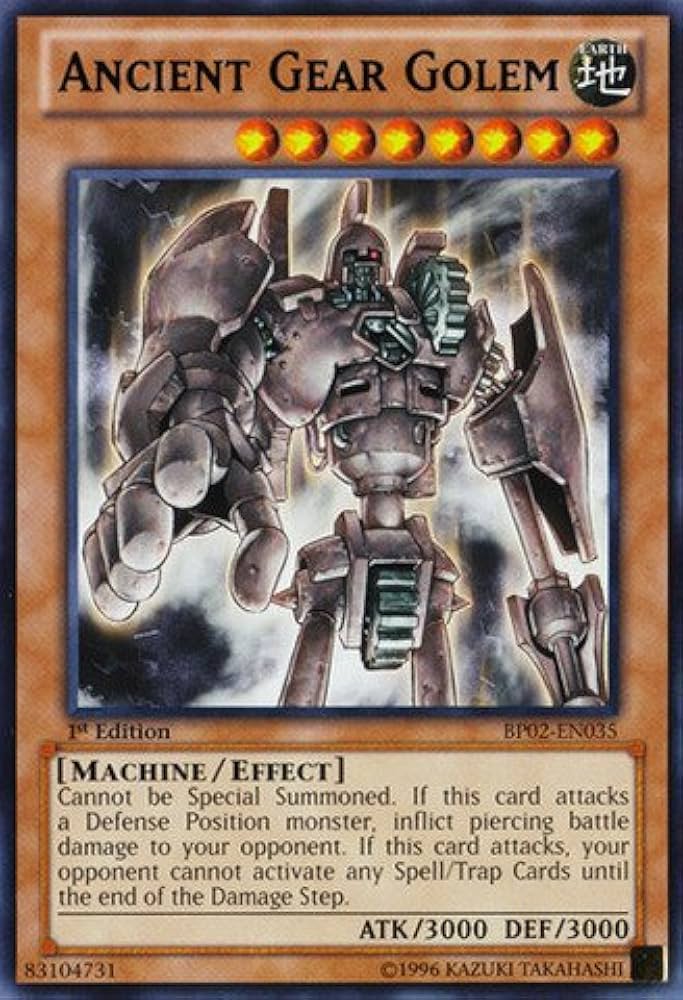 ANCIENT GEAR GOLEM
EARTH
地
1st Edition
BP02-EN035
[MACHINE/EFFECT]
Cannot be Special Summoned. If this card attacks
a Defense Position monster, inflict piercing battle
damage to your opponent. If this card attacks, your
opponent cannot activate any Spell/Trap Cards until
the end of the Damage Step.
ATK/3000 DEF/3000
83104731
©1996 KAZUKI TAKAHASHI